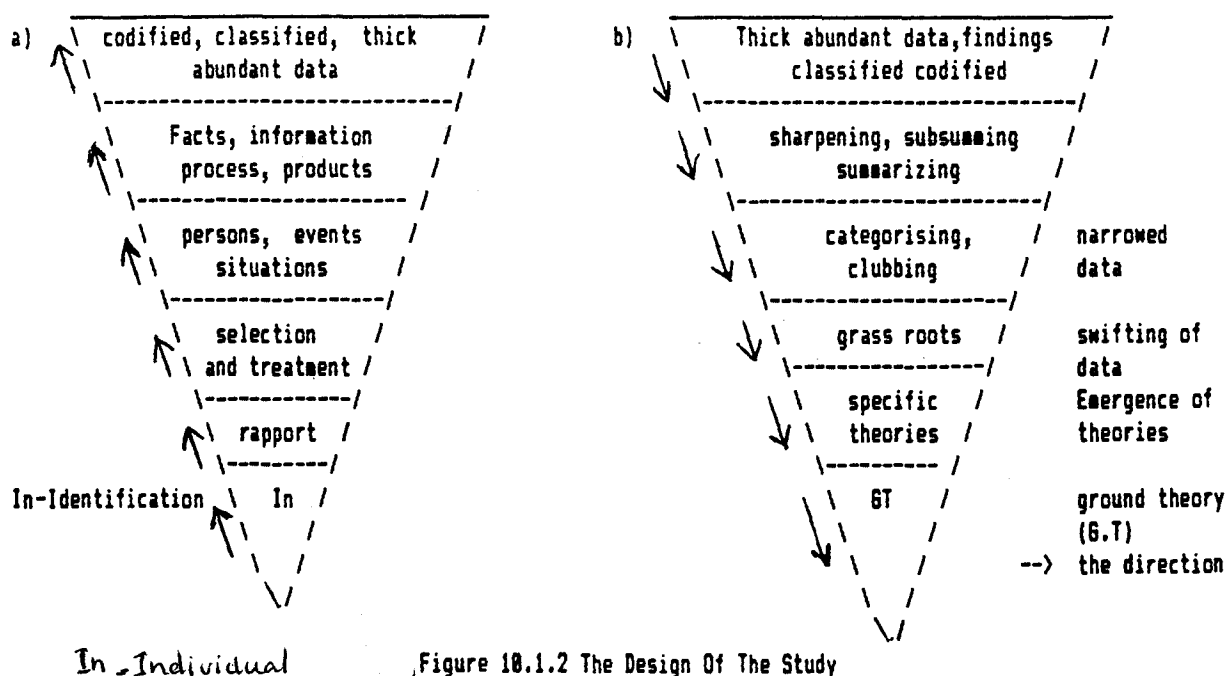 a) codified, classified, thick
abundant data
Facts, information
process, products
persons, events
situations
selection
and treatment
rapport
In-Identification In
In - Individual
b) Thick abundant data,findings
classified codified
sharpening, subsumming
summarizing
categorising, narrowed
clubbing data
grass roots swifting of
data
specific Emergence of
theories theories
GT ground theory
(G.T)
--> the direction
Figure 10.1.2 The Design Of The Study